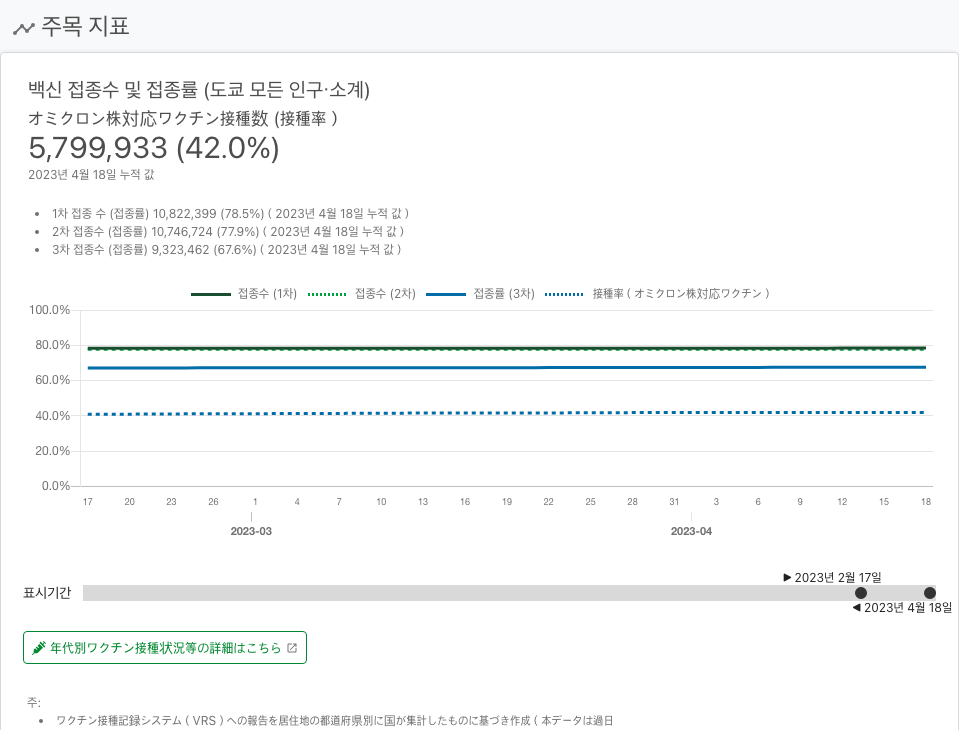 주목 지표
백신 접종수 및 접종률 (도쿄 모든 인구·소계)
オミクロン株対応ワクチン接種数 (接種率 )
5,799,933 (42.0%)
2023년 4월 18일 누적 값
• 1차 접종 수 (접종률) 10,822,399 (78.5%) ( 2023년 4월 18일 누적 값 )
• 2차 접종수 (접종률) 10,746,724 (77.9%) ( 2023년 4월 18일 누적 값 )
• 3차 접종수 (접종률) 9,323,462 (67.6%) ( 2023년 4월 18일 누적 값 )
접종수 (1차) 접종수 (2차) 접종률 (3차) 接種率 ( オミクロン株対応ワクチン )
100.0%
80.0%
60.0%
40.0%
20.0%
0.0%
17 20 23 26 1 4 7 10 13 16 19 22 25 28 31 3 6 9 12 15 18
2023-03 2023-04
▶ 2023년 2월 17일
표시기간
◀ 2023년 4월 18일
年代別ワクチン接種状況等の詳細はこちら
주:
• ワクチン接種記録システム ( VRS ) への報告を居住地の都道府県別に国が集計したものに基づき作成 ( 本データは過日